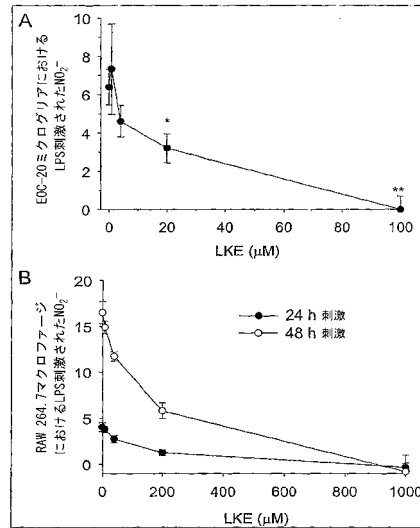 A
EOC-20ミクログリアにおける
LPS刺激されたNO2-
10
8
6
4
2
0
*
**
0 20 40 60 80 100
LKE (μM)
B
RAW 264.7マクロファージ
におけるLPS刺激されたNO2-
20
15
10
5
0
24 h 刺激
48 h 刺激
0 200 400 600 800 1000
LKE (μM)